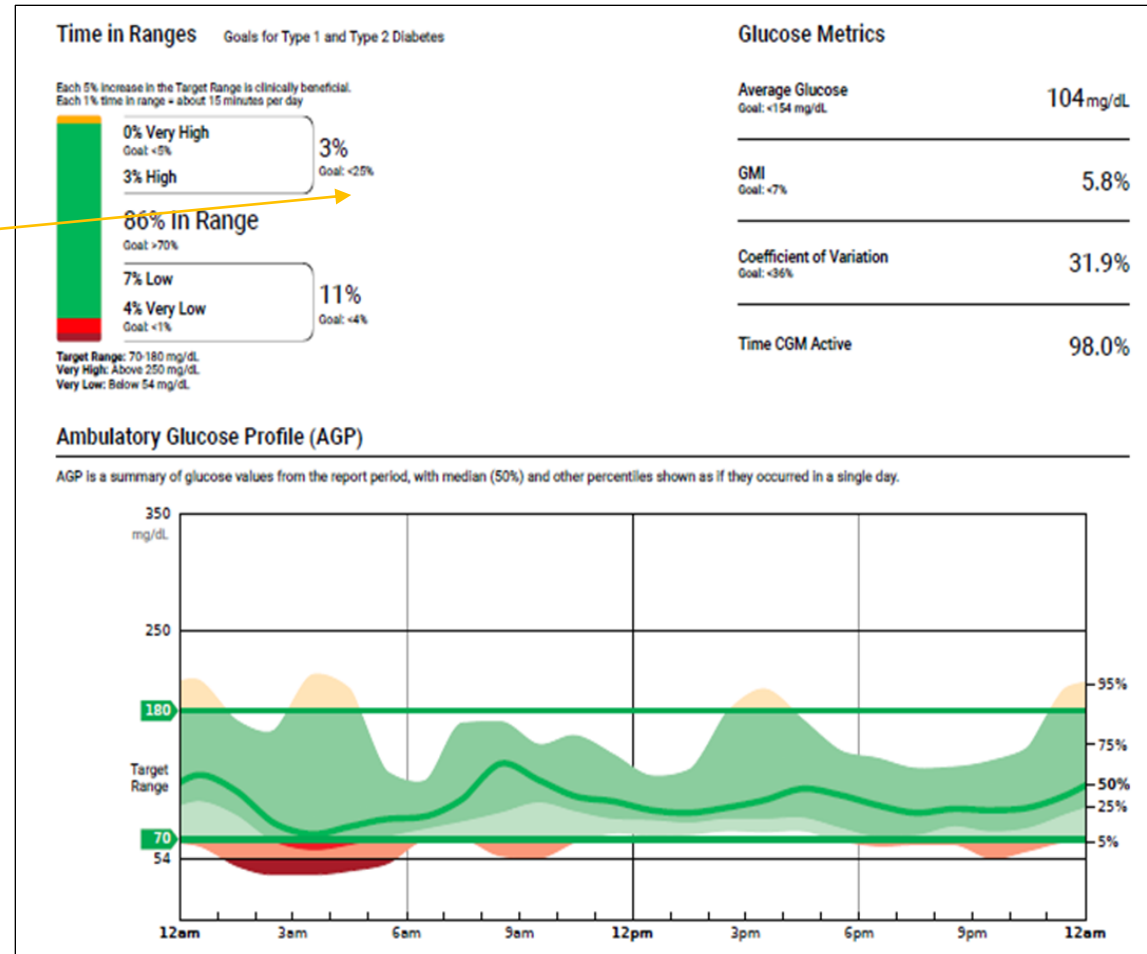 Time in Ranges Goals for Type 1 and Type 2 Diabetes
Each 5% increase in the Target Range is clinically beneficial.
Each 1% time in range = about 15 minutes per day
0% Very High
Goal: <5%
3% High
3%
Goal: <25%
86% In Range
Goal: >70%
7% Low
4% Very Low
Goal: <1%
11%
Goal: <4%
Target Range: 70-180 mg/dL
Very High: Above 250 mg/dL
Very Low: Below 54 mg/dL
Glucose Metrics
Average Glucose
Goal: <154 mg/dL
104 mg/dL
GMI
Goal: <7%
5.8%
Coefficient of Variation
Goal: <36%
31.9%
Time CGM Active
98.0%
Ambulatory Glucose Profile (AGP)
AGP is a summary of glucose values from the report period, with median (50%) and other percentiles shown as if they occurred in a single day.
350
mg/dL
250
180
Target
Range
70
54
95%
75%
50%
25%
5%
12am 3am 6am 9am 12pm 3pm 6pm 9pm 12am